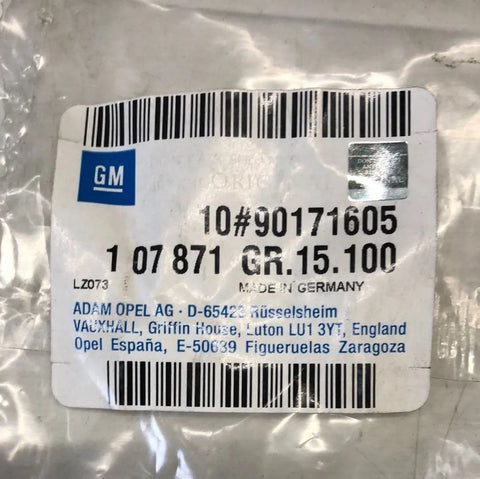 GM
10#90171605
1 07 871 GR.15.100
LZ073 MADE IN GERMANY
ADAM OPEL AG · D-65423 Rüsselsheim
VAUXHALL, Griffin House, Luton LU1 3YT, England
Opel España, E-50639 Figueruelas Zaragoza